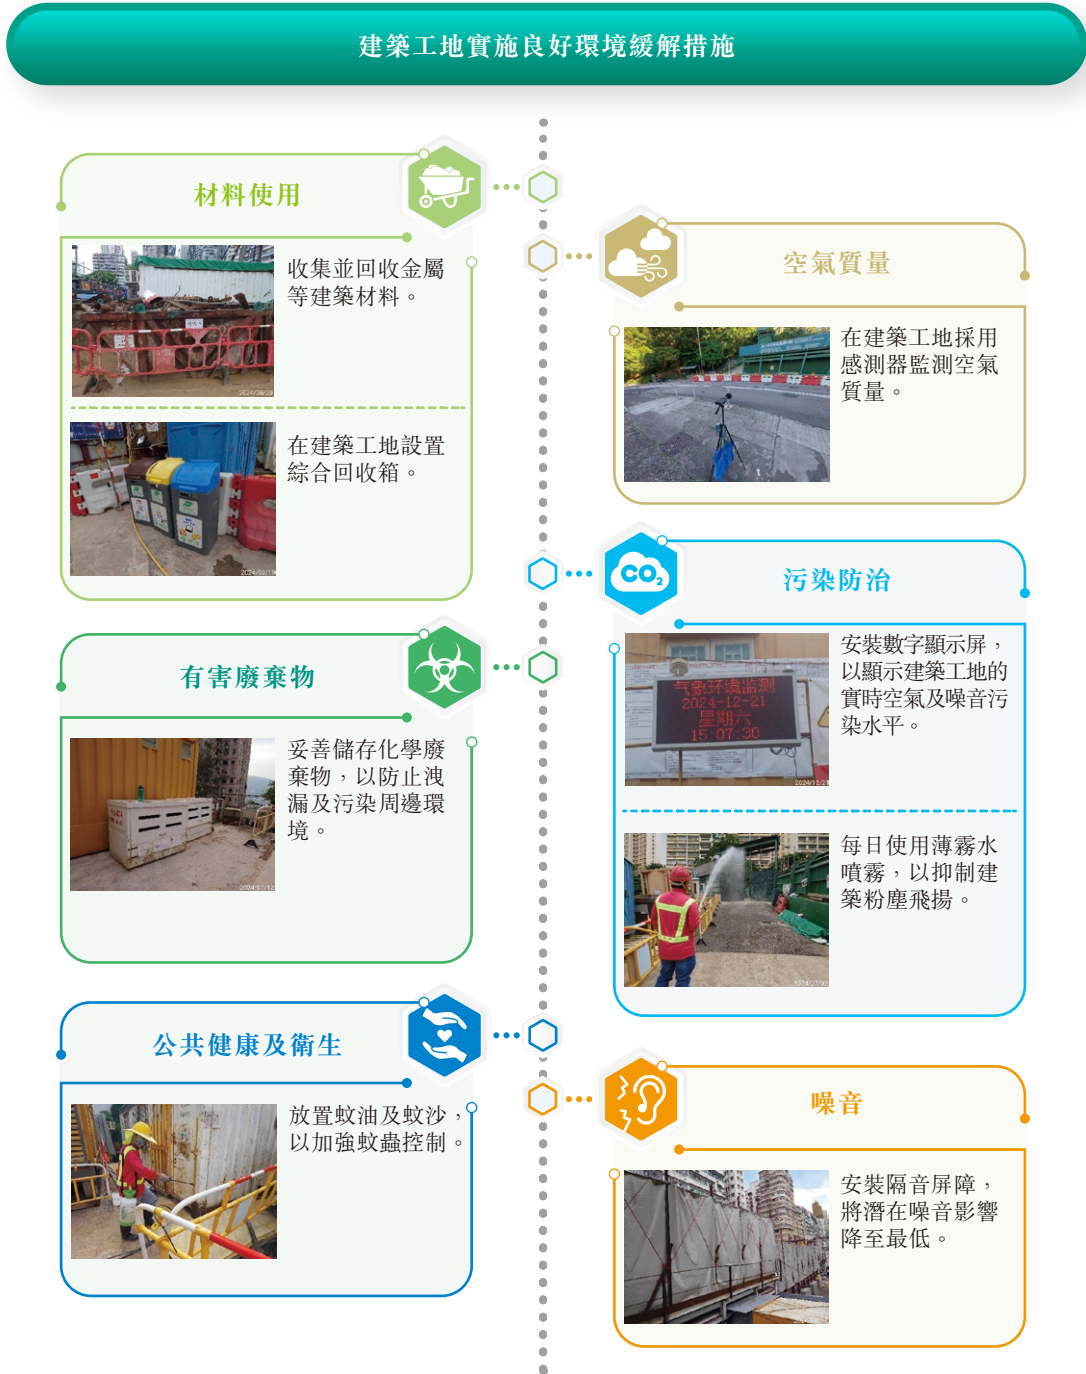 建築工地實施良好環境緩解措施
材料使用
收集並回收金屬
等建築材料。
2024/08/20
在建築工地設置
綜合回收箱。
2024/03/19
空氣質量
在建築工地採用
感測器監測空氣
質量。
污染防治
CO₂
气象环境监测
2024-12-21
星期六
15:07:30
2024/12/21
安裝數字顯示屏，
以顯示建築工地的
實時空氣及噪音污
染水平。
每日使用薄霧水
噴霧，以抑制建
築粉塵飛揚。
有害廢棄物
妥善儲存化學廢
棄物，以防止洩
漏及污染周邊環
境。
公共健康及衛生
放置蚊油及蚊沙，
以加強蚊蟲控制。
噪音
安裝隔音屏障，
將潛在噪音影響
降至最低。